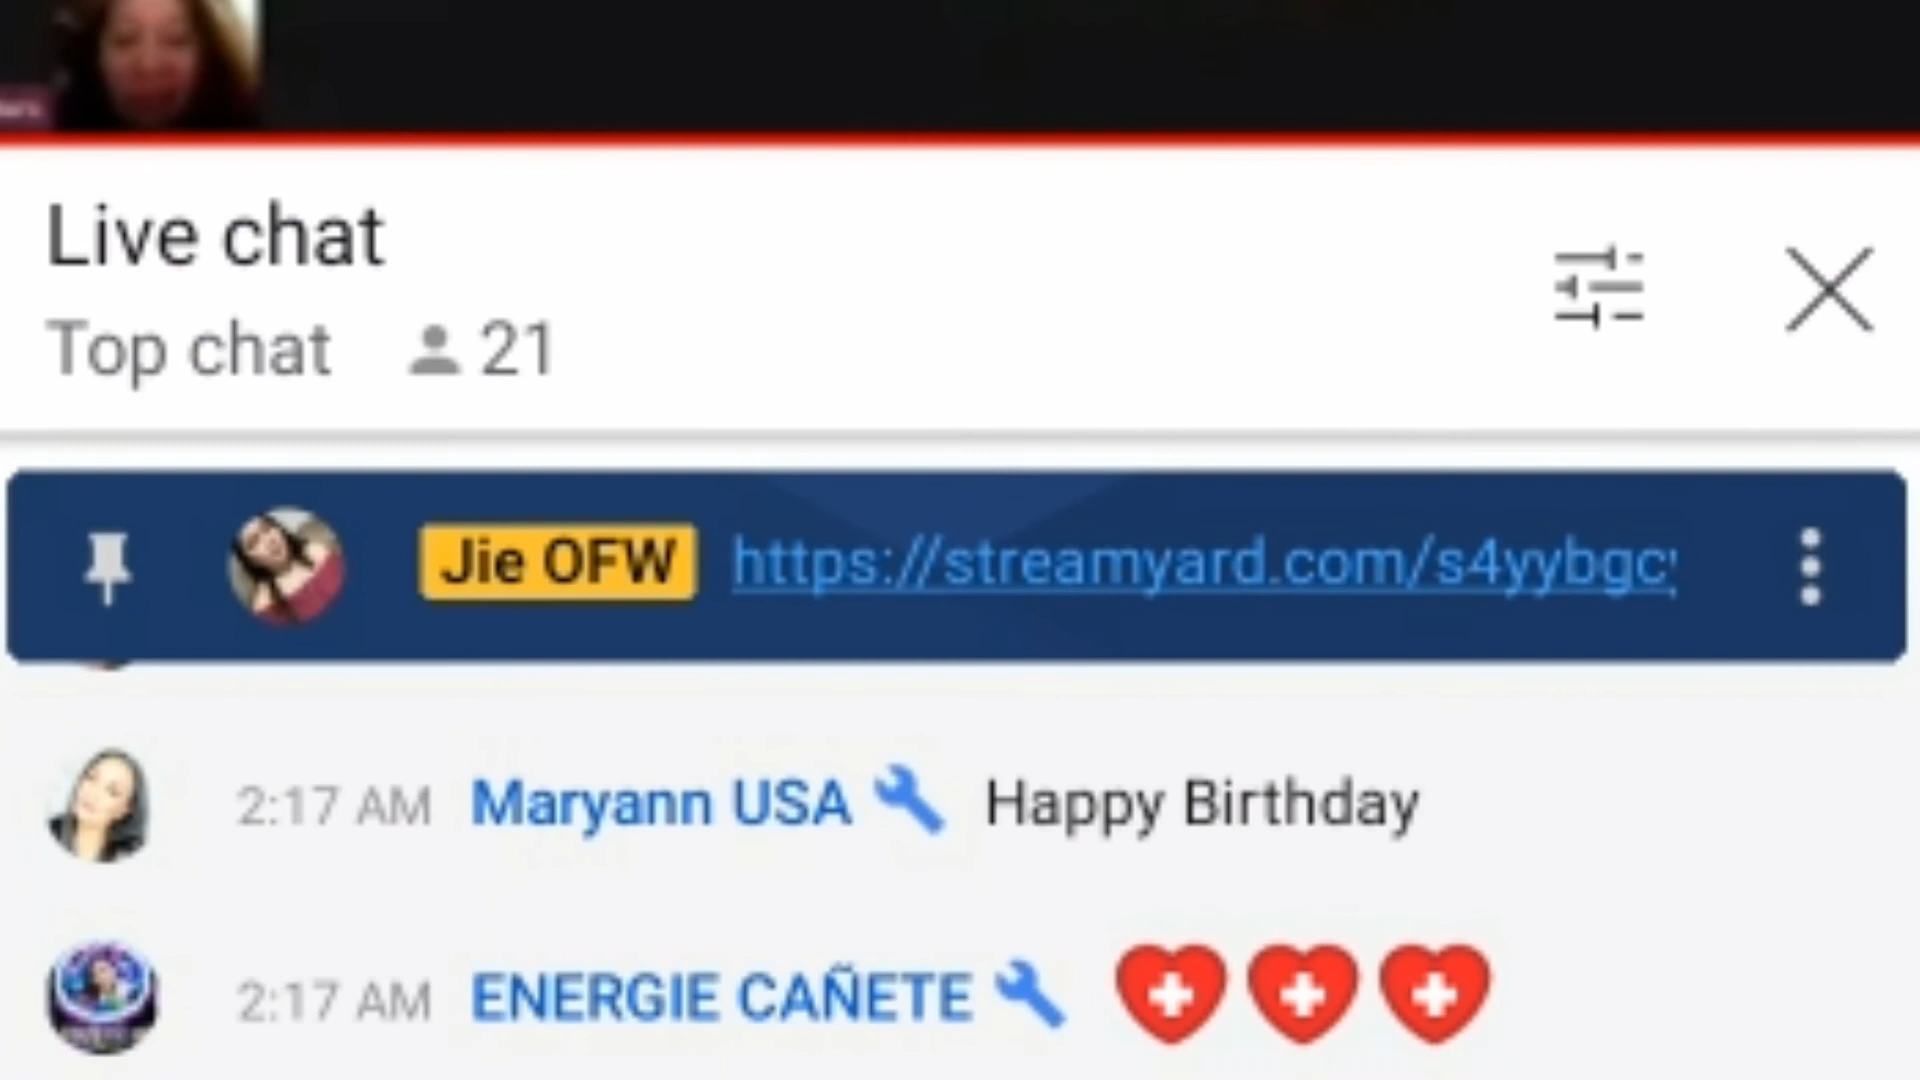 Live chat
Top chat 21
Jie OFW https://streamyard.com/s4yybgc
2:17 AM Maryann USA Happy Birthday
2:17 AM ENERGIE CAÑETE